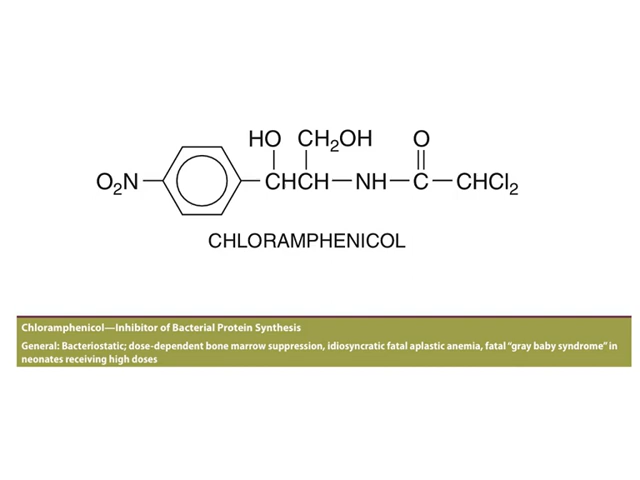 HO CH₂OH O
O₂N CHCH NH C CHCl₂
CHLORAMPHENICOL
Chloramphenicol—Inhibitor of Bacterial Protein Synthesis
General: Bacteriostatic; dose-dependent bone marrow suppression, idiosyncratic fatal aplastic anemia, fatal “gray baby syndrome” in
neonates receiving high doses